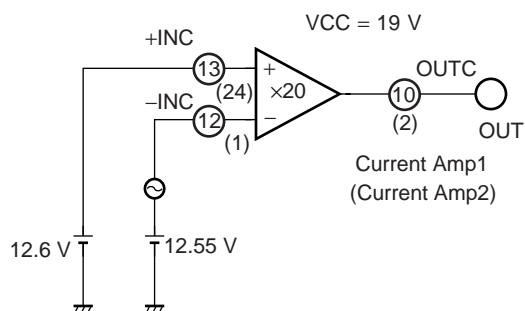 VCC = 19 V
+INC
13
(24)
+
×20
−
−INC
12
(1)
10
(2)
OUTC
OUT
Current Amp1
(Current Amp2)
12.6 V
12.55 V